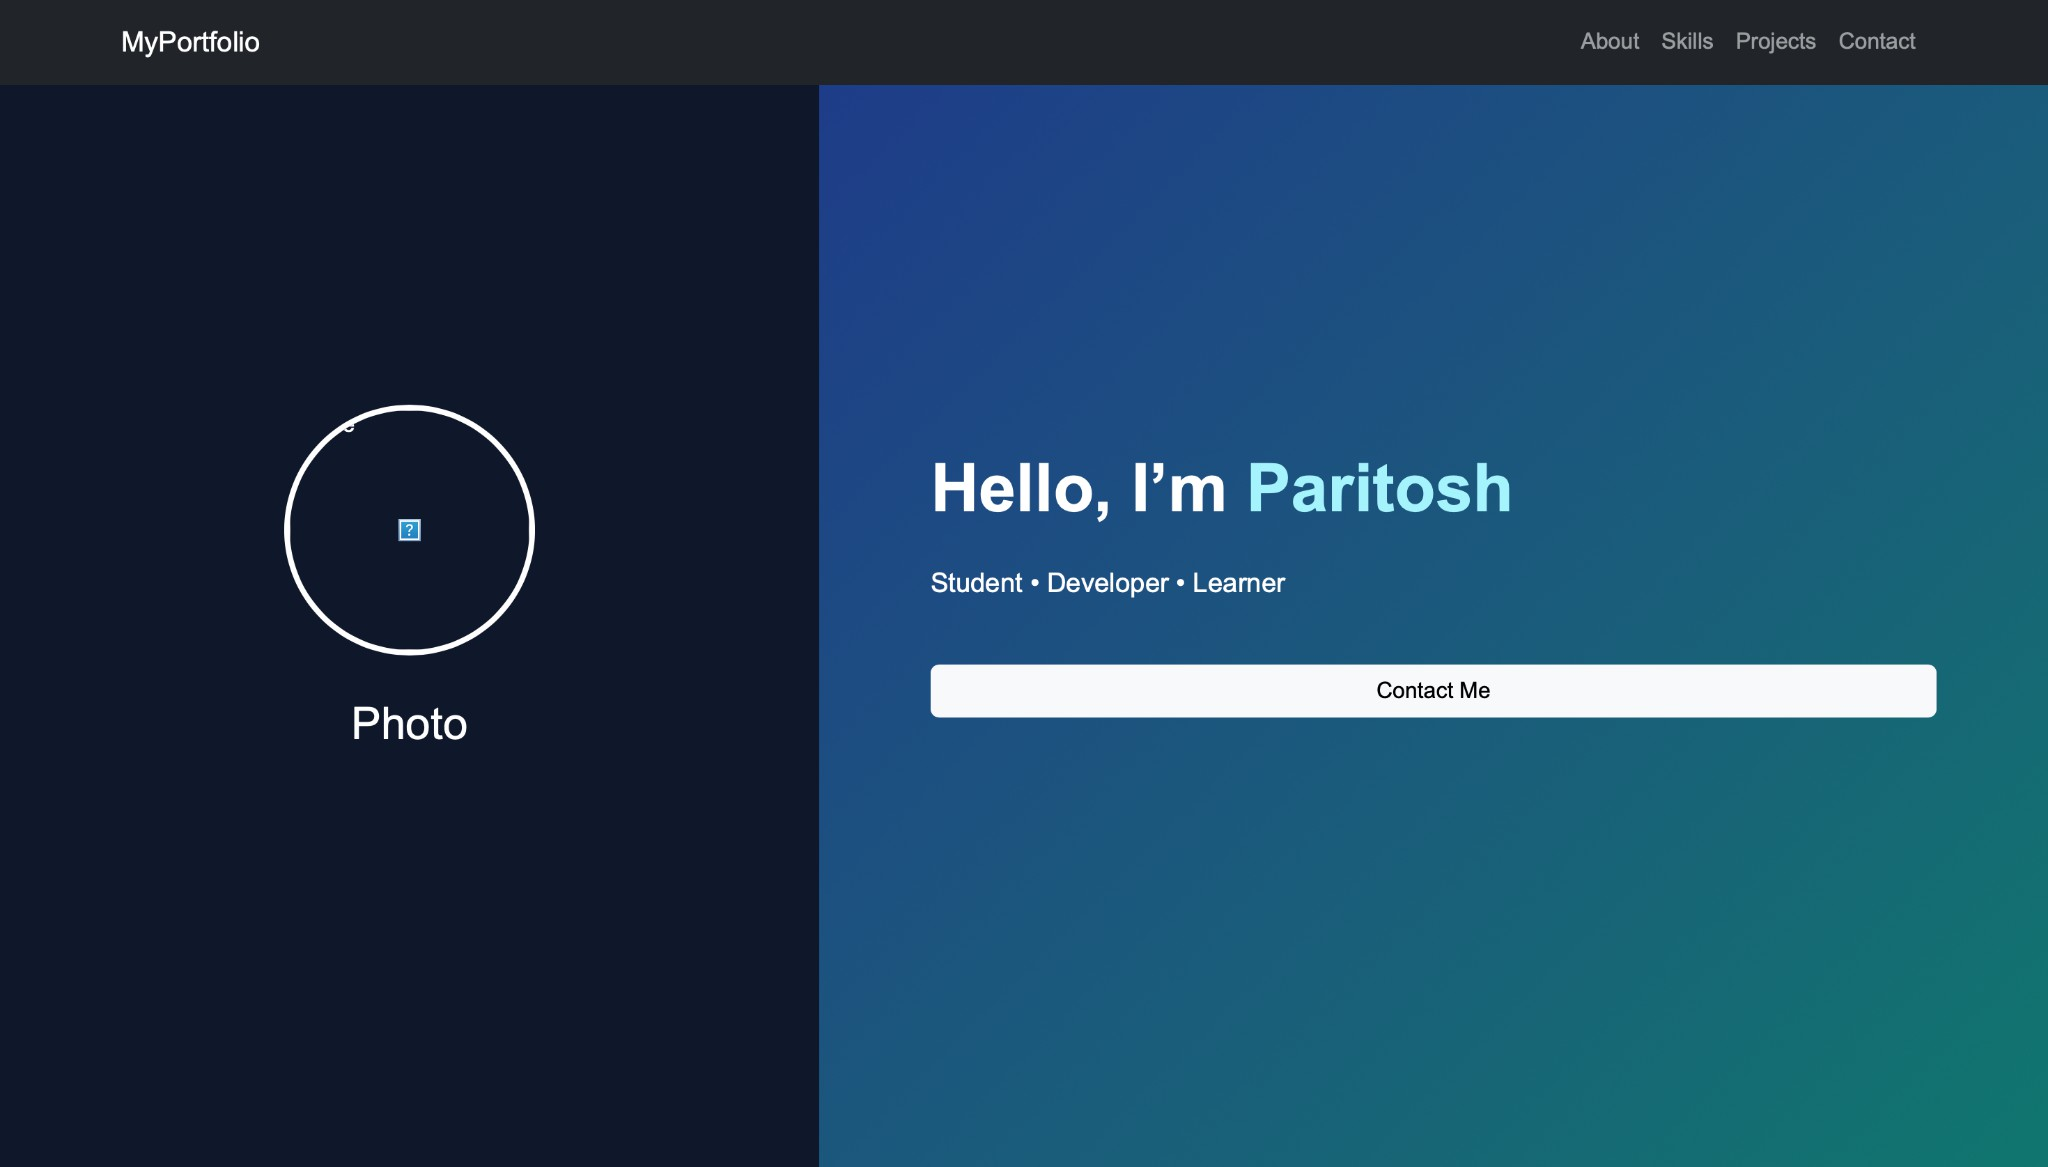 MyPortfolio
About Skills Projects Contact
Photo
Hello, I’m Paritosh
Student • Developer • Learner
Contact Me